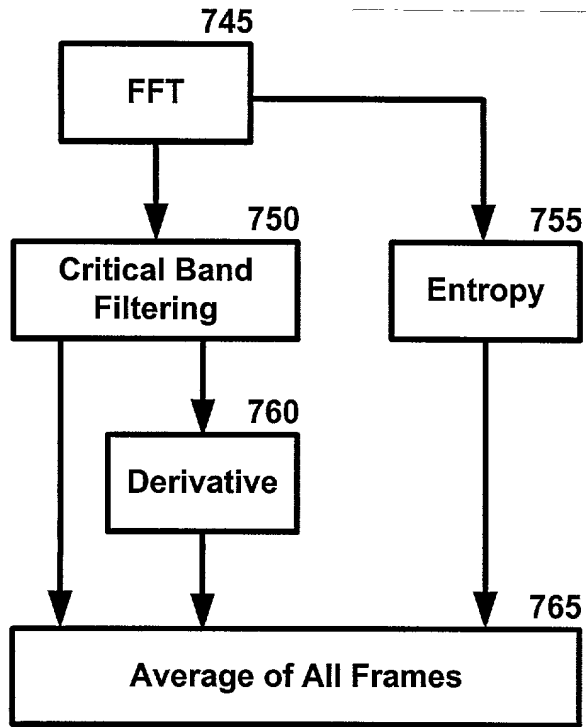 745
FFT
750
755
Critical Band
Filtering
Entropy
760
Derivative
765
Average of All Frames